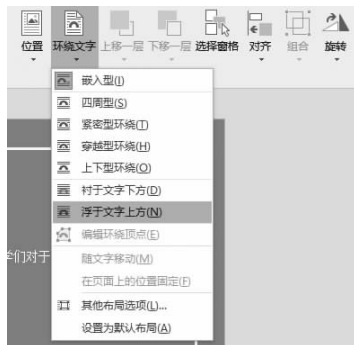 位置 环绕文字 上移一层 下移一层 选择窗格 对齐 组合 旋转
嵌入型(I)
四周型(S)
紧密型环绕(T)
穿越型环绕(H)
上下型环绕(O)
衬于文字下方(D)
浮于文字上方(N)
编辑环绕顶点(E)
学们对于
随文字移动(M)
在页面上的位置固定(F)
其他布局选项(L)...
设置为默认布局(A)